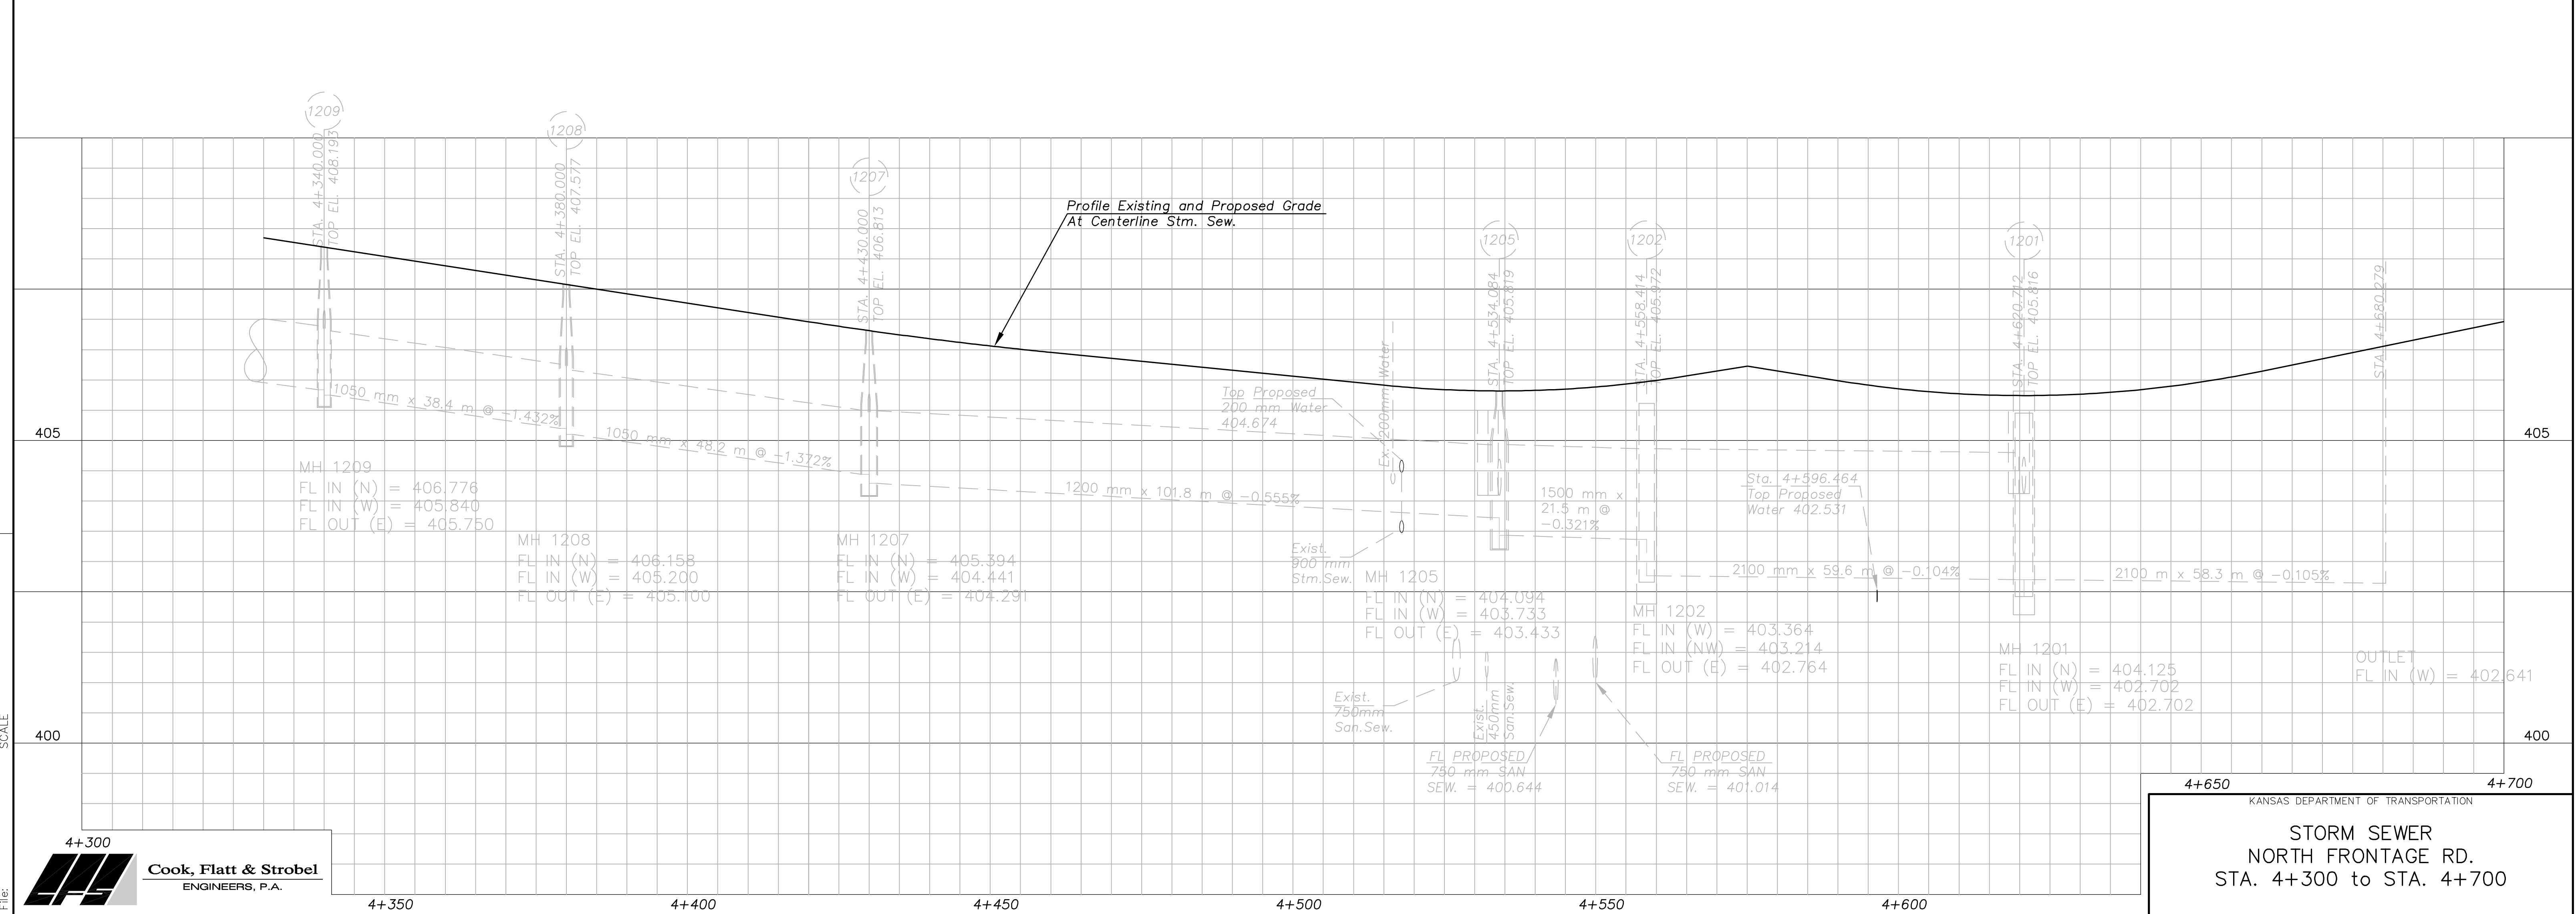 1209
STA. 4+340.000
TOP EL. 408.193
1208
STA. 4+380.000
TOP EL. 407.577
1207
STA. 4+430.000
TOP EL. 406.813
Profile Existing and Proposed Grade
At Centerline Stm. Sew.
1205
STA. 4+534.084
TOP EL. 405.819
1202
STA. 4+558.414
TOP EL. 405.972
1201
STA. 4+620.712
TOP EL. 405.816
STA. 4+680.279
Ex. 200mm Water
Top Proposed
200 mm Water
404.674
1050 mm x 38.4 m @ -1.432%
1050 mm x 48.2 m @ -1.372%
1200 mm x 101.8 m @ -0.555%
1500 mm x
21.5 m @
-0.321%
Sta. 4+596.464
Top Proposed
Water 402.531
2100 mm x 59.6 m @ -0.104%
2100 m x 58.3 m @ -0.105%
405
405
MH 1209
FL IN (N) = 406.776
FL IN (W) = 405.840
FL OUT (E) = 405.750
MH 1208
FL IN (N) = 406.158
FL IN (W) = 405.200
FL OUT (E) = 405.100
MH 1207
FL IN (N) = 405.394
FL IN (W) = 404.441
FL OUT (E) = 404.291
Exist.
900 mm
Stm.Sew.
MH 1205
FL IN (N) = 404.094
FL IN (W) = 403.733
FL OUT (E) = 403.433
MH 1202
FL IN (W) = 403.364
FL IN (NW) = 403.214
FL OUT (E) = 402.764
MH 1201
FL IN (N) = 404.125
FL IN (W) = 402.702
FL OUT (E) = 402.702
OUTLET
FL IN (W) = 402.641
Exist.
750mm
San.Sew.
Exist.
450mm
San.Sew.
FL PROPOSED
750 mm SAN
SEW. = 400.644
FL PROPOSED
750 mm SAN
SEW. = 401.014
400
400
SCALE
File:
4+650
4+700
4+300
Cook, Flatt & Strobel
ENGINEERS, P.A.
CFS
4+350
4+400
4+450
4+500
4+550
4+600
KANSAS DEPARTMENT OF TRANSPORTATION
STORM SEWER
NORTH FRONTAGE RD.
STA. 4+300 to STA. 4+700